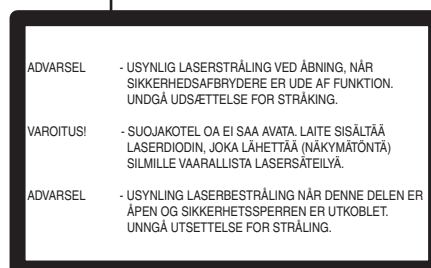 ADVARSEL - USYNLIG LASERSTRÅLING VED ÅBNING, NÅR
SIKKERHEDSAFBRYDERE ER UDE AF FUNKTION.
UNDGÅ UDSÆTTELSE FOR STRÅKING.
VAROITUS! - SUOJAKOTEL OA EI SAA AVATA. LAITE SISÄLTÄÄ
LASERDIODIN, JOKA LÄHETTÄÄ (NÄKYMÄTÖNTÄ)
SILMILLE VAARALLISTA LASERSÄTEILYÄ.
ADVARSEL - USYNLING LASERBESTRÅLING NÅR DENNE DELEN ER
ÅPEN OG SIKKERHETSSPERREN ER UTKOBLET.
UNNGÅ UTSETTELSE FOR STRÅLING.